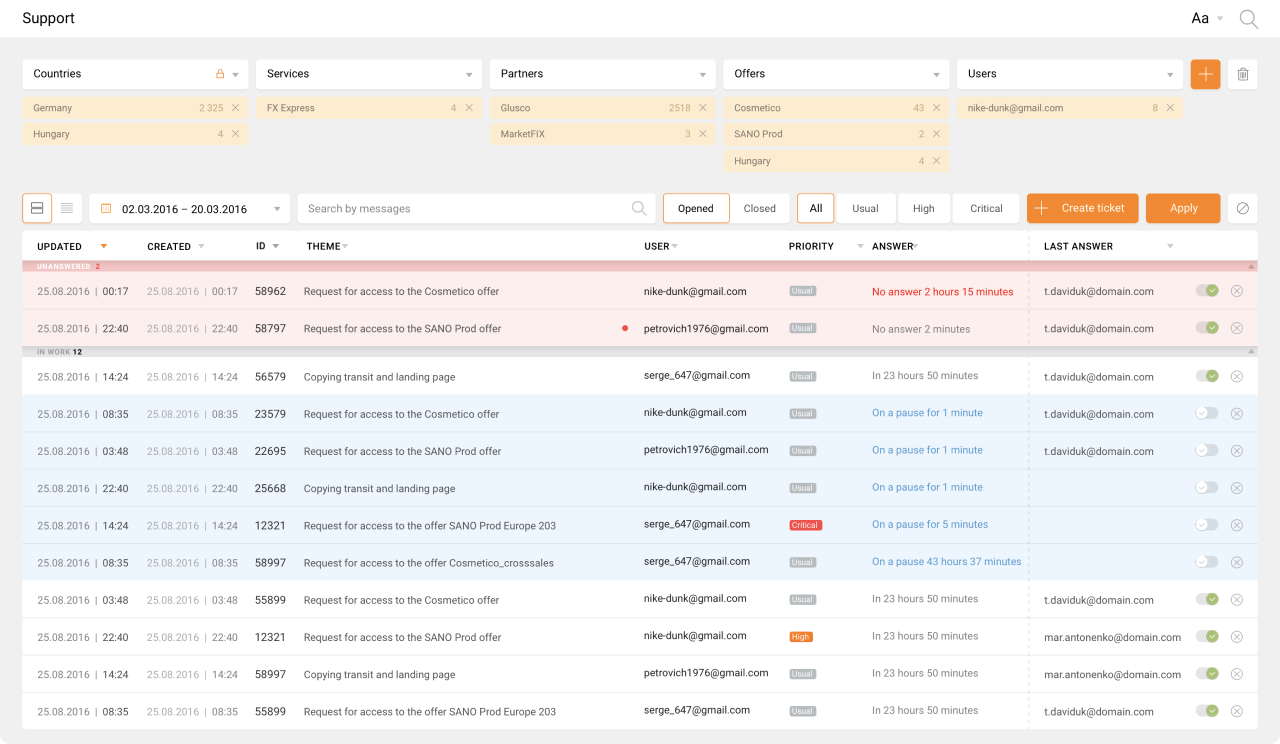 Support Aa
Countries Services Partners Offers Users
Germany 2 325 FX Express 4 Glusco 2518 Cosmetico 43 nike-dunk@gmail.com 8
Hungary 4 MarketFIX 3 SANO Prod 2
Hungary 4
02.03.2016 – 20.03.2016 Search by messages Opened Closed All Usual High Critical Create ticket Apply
UPDATED CREATED ID THEME USER PRIORITY ANSWER LAST ANSWER
UNANSWERED 2
25.08.2016 | 00:17 25.08.2016 | 00:17 58962 Request for access to the Cosmetico offer nike-dunk@gmail.com Usual No answer 2 hours 15 minutes t.daviduk@domain.com
25.08.2016 | 22:40 25.08.2016 | 22:40 58797 Request for access to the SANO Prod offer petrovich1976@gmail.com Usual No answer 2 minutes t.daviduk@domain.com
IN WORK 12
25.08.2016 | 14:24 25.08.2016 | 14:24 56579 Copying transit and landing page serge_647@gmail.com Usual In 23 hours 50 minutes t.daviduk@domain.com
25.08.2016 | 08:35 25.08.2016 | 08:35 23579 Request for access to the Cosmetico offer nike-dunk@gmail.com Usual On a pause for 1 minute t.daviduk@domain.com
25.08.2016 | 03:48 25.08.2016 | 03:48 22695 Request for access to the SANO Prod offer petrovich1976@gmail.com Usual On a pause for 1 minute t.daviduk@domain.com
25.08.2016 | 22:40 25.08.2016 | 22:40 25668 Copying transit and landing page nike-dunk@gmail.com Usual On a pause for 1 minute
25.08.2016 | 14:24 25.08.2016 | 14:24 12321 Request for access to the offer SANO Prod Europe 203 serge_647@gmail.com Critical On a pause for 5 minutes
25.08.2016 | 08:35 25.08.2016 | 08:35 58997 Request for access to the offer Cosmetico_crosssales serge_647@gmail.com Usual On a pause 43 hours 37 minutes
25.08.2016 | 03:48 25.08.2016 | 03:48 55899 Request for access to the Cosmetico offer nike-dunk@gmail.com Usual In 23 hours 50 minutes t.daviduk@domain.com
25.08.2016 | 22:40 25.08.2016 | 22:40 12321 Request for access to the SANO Prod offer nike-dunk@gmail.com High In 23 hours 50 minutes mar.antonenko@domain.com
25.08.2016 | 14:24 25.08.2016 | 14:24 58997 Copying transit and landing page petrovich1976@gmail.com Usual In 23 hours 50 minutes mar.antonenko@domain.com
25.08.2016 | 08:35 25.08.2016 | 08:35 55899 Request for access to the offer SANO Prod Europe 203 serge_647@gmail.com Usual In 23 hours 50 minutes t.daviduk@domain.com